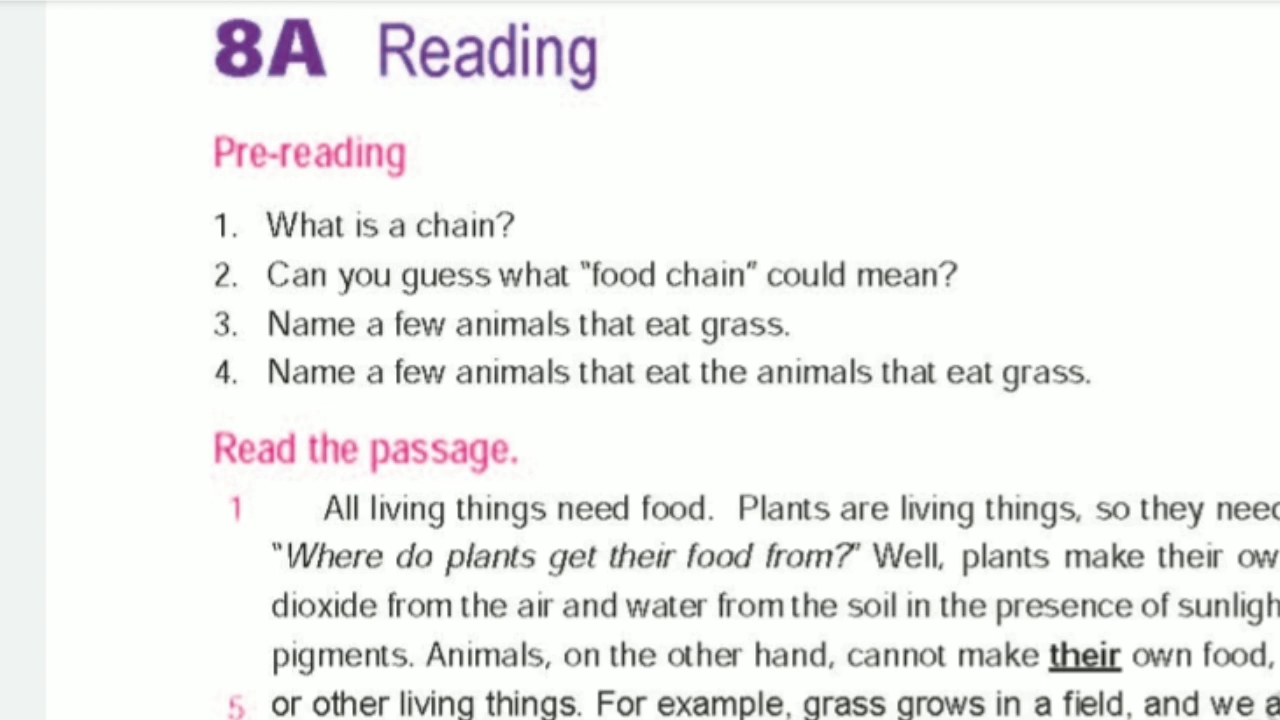 8A Reading
Pre-reading
1. What is a chain?
2. Can you guess what "food chain" could mean?
3. Name a few animals that eat grass.
4. Name a few animals that eat the animals that eat grass.
Read the passage.
1 All living things need food. Plants are living things, so they need
"Where do plants get their food from?" Well, plants make their ow
dioxide from the air and water from the soil in the presence of sunligh
pigments. Animals, on the other hand, cannot make their own food,
5 or other living things. For example, grass grows in a field, and we a